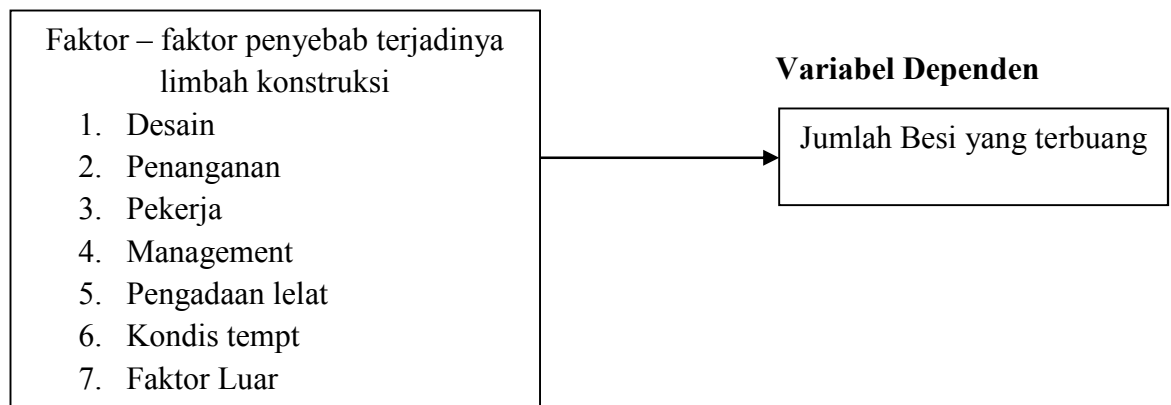 Faktor – faktor penyebab terjadinya
limbah konstruksi
1. Desain
2. Penanganan
3. Pekerja
4. Management
5. Pengadaan lelat
6. Kondis tempt
7. Faktor Luar
Variabel Dependen
Jumlah Besi yang terbuang